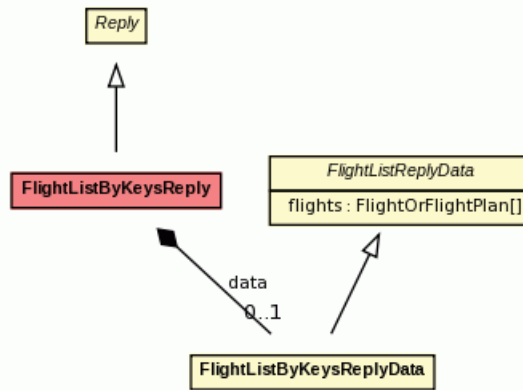 Reply
FlightListByKeysReply
FlightListReplyData
flights : FlightOrFlightPlan[]
data
0..1
FlightListByKeysReplyData